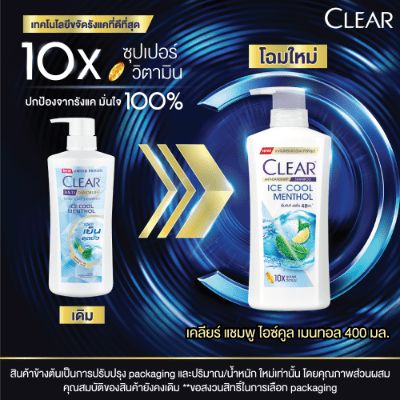 เทคโนโลยีขจัดรังแคที่ดีที่สุด
CLEAR
10x ซุปเปอร์วิตามิน
ปกป้องจากรังแค มั่นใจ 100%
โฉมใหม่
CLEAR
ICE COOL
MENTHOL
เย็น
CLEAR
ANTI-DANDRUFF SHAMPOO
ICE COOL
MENTHOL
10X
เดิม
เคลียร์ แชมพู ไอซ์คูล เมนทอล 400 มล.
สินค้าข้างต้นเป็นการปรับปรุง packaging และปริมาณ/น้ำหนัก ใหม่เท่านั้น โดยคุณภาพส่วนผสม
คุณสมบัติของสินค้ายังคงเดิม **ขอสงวนสิทธิ์ในการเลือก packaging